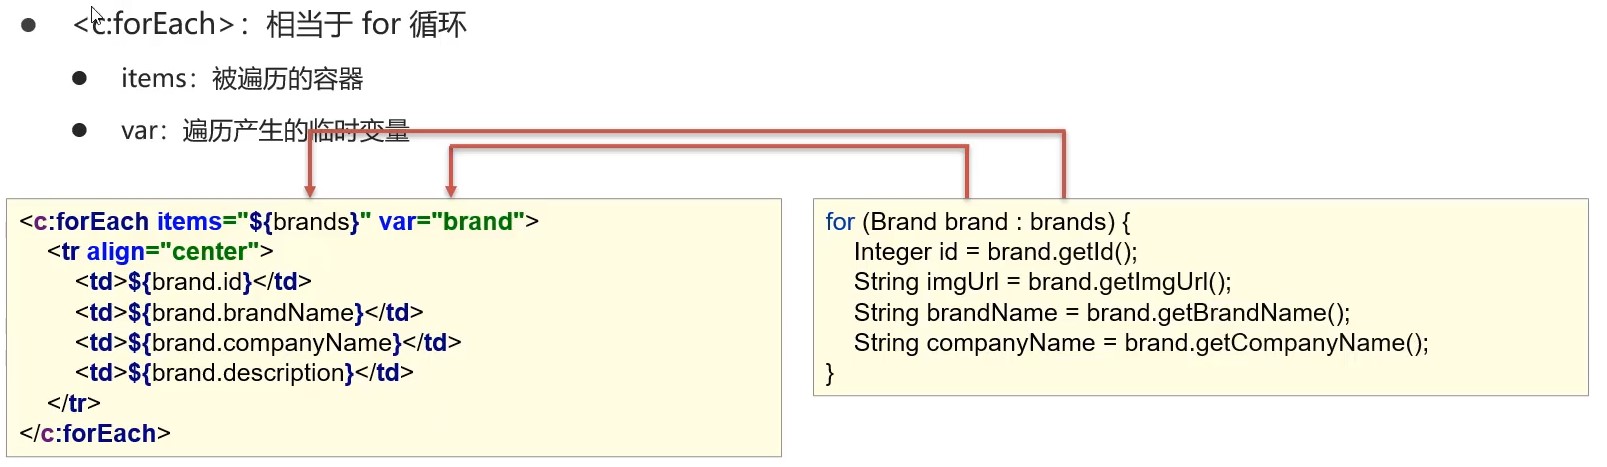 <c:forEach>：相当于 for 循环
items：被遍历的容器
var：遍历产生的临时变量
<c:forEach items="${brands}" var="brand">
<tr align="center">
<td>${brand.id}</td>
<td>${brand.brandName}</td>
<td>${brand.companyName}</td>
<td>${brand.description}</td>
</tr>
</c:forEach>
for (Brand brand : brands) {
Integer id = brand.getId();
String imgUrl = brand.getImgUrl();
String brandName = brand.getBrandName();
String companyName = brand.getCompanyName();
}